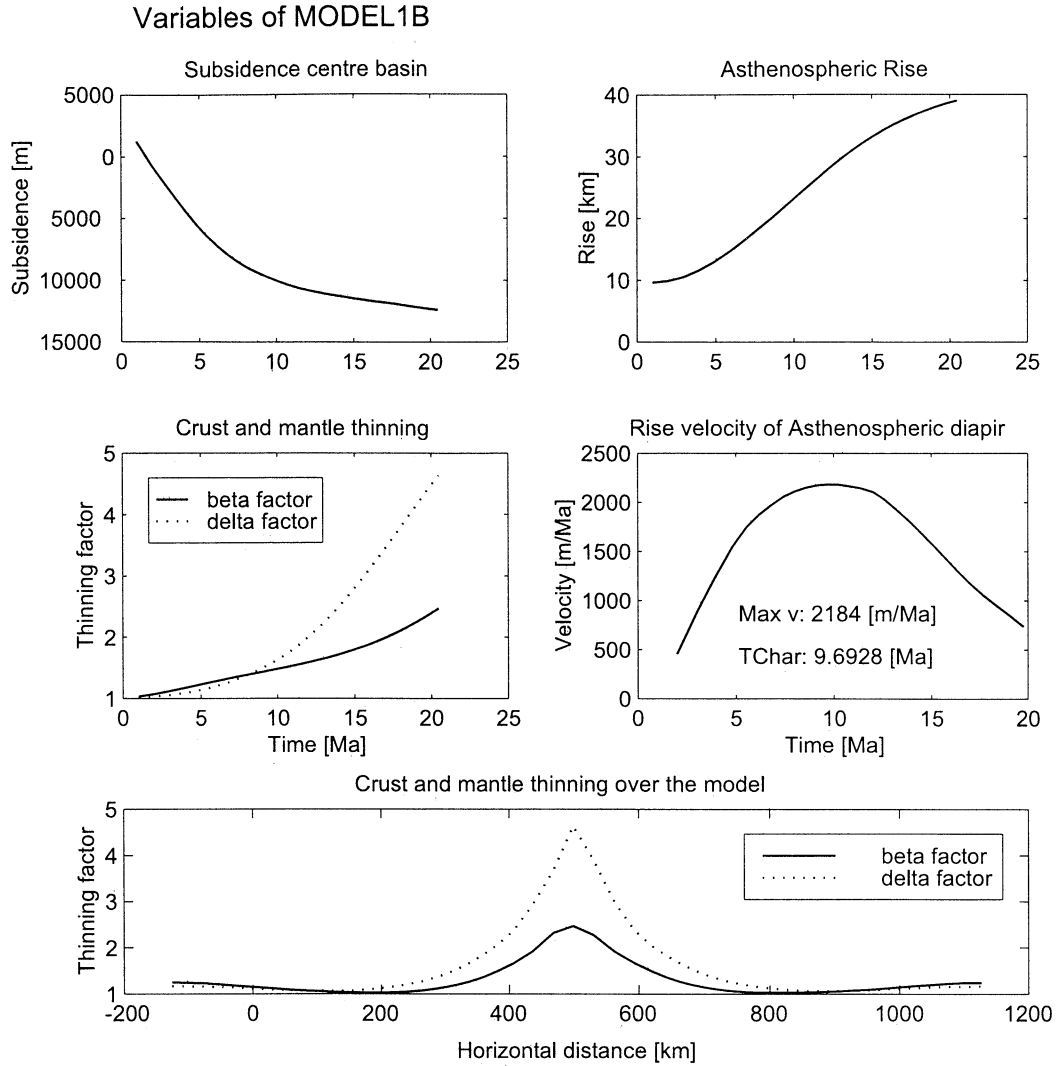 Variables of MODEL1B
Subsidence centre basin
Subsidence [m]
5000
0
5000
10000
15000
0 5 10 15 20 25
Asthenospheric Rise
Rise [km]
40
30
20
10
0
0 5 10 15 20 25
Crust and mantle thinning
Thinning factor
5
4
3
2
1
beta factor
delta factor
0 5 10 15 20 25
Time [Ma]
Rise velocity of Asthenospheric diapir
Velocity [m/Ma]
2500
2000
1500
1000
500
0
Max v: 2184 [m/Ma]
TChar: 9.6928 [Ma]
0 5 10 15 20
Time [Ma]
Crust and mantle thinning over the model
Thinning factor
5
4
3
2
1
beta factor
delta factor
-200 0 200 400 600 800 1000 1200
Horizontal distance [km]